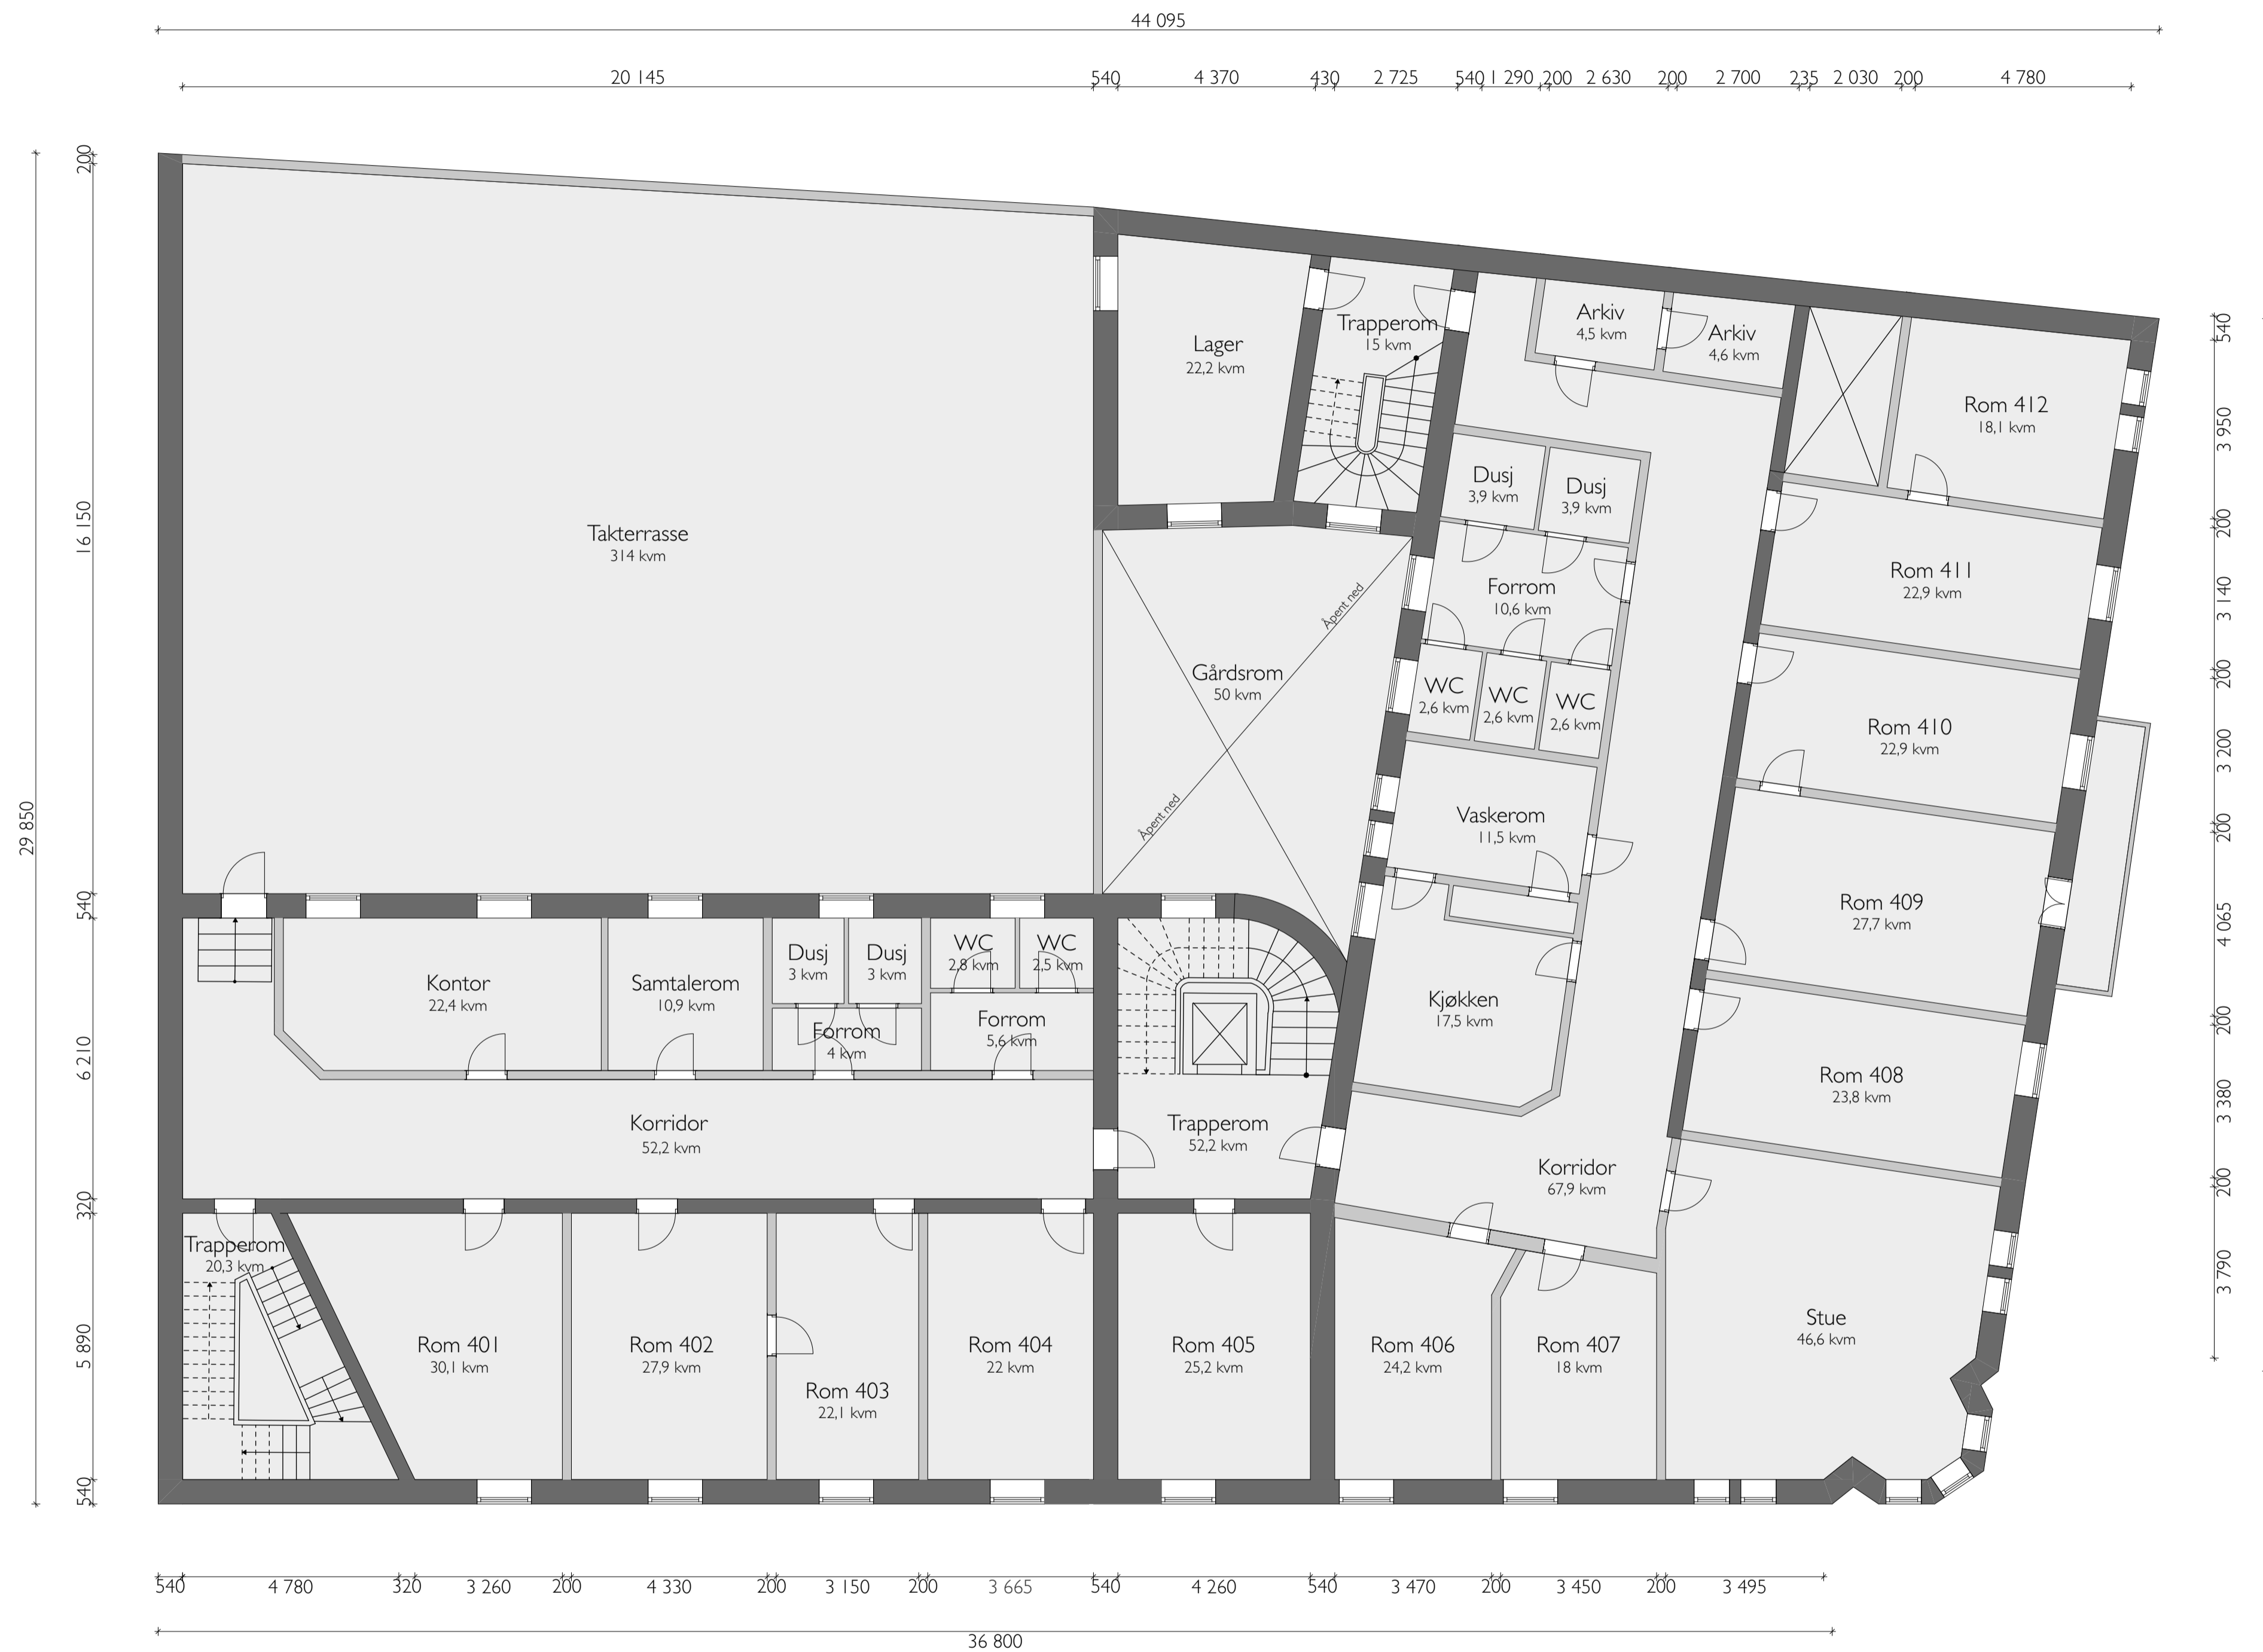 44 095
20 145
540
4 370
430
2 725
540
1 290
200
2 630
200
2 700
235
2 030
200
4 780
200
16 150
540
6 210
320
5 890
540
29 850
540
3 950
200
3 140
200
3 200
200
4 065
200
3 380
200
3 790
Takterrasse
314 kvm
Lager
22,2 kvm
Trapperom
15 kvm
Arkiv
4,5 kvm
Arkiv
4,6 kvm
Rom 412
18,1 kvm
Dusj
3,9 kvm
Dusj
3,9 kvm
Rom 411
22,9 kvm
Forrom
10,6 kvm
Åpent ned
Gårdsrom
50 kvm
Åpent ned
WC
2,6 kvm
WC
2,6 kvm
WC
2,6 kvm
Rom 410
22,9 kvm
Vaskerom
11,5 kvm
Rom 409
27,7 kvm
Kontor
22,4 kvm
Samtalerom
10,9 kvm
Dusj
3 kvm
Dusj
3 kvm
WC
2,8 kvm
WC
2,5 kvm
Forrom
4 kvm
Forrom
5,6 kvm
Kjøkken
17,5 kvm
Rom 408
23,8 kvm
Korridor
52,2 kvm
Trapperom
52,2 kvm
Korridor
67,9 kvm
Trapperom
20,3 kvm
Rom 401
30,1 kvm
Rom 402
27,9 kvm
Rom 403
22,1 kvm
Rom 404
22 kvm
Rom 405
25,2 kvm
Rom 406
24,2 kvm
Rom 407
18 kvm
Stue
46,6 kvm
540
4 780
320
3 260
200
4 330
200
3 150
200
3 665
540
4 260
540
3 470
200
3 450
200
3 495
36 800